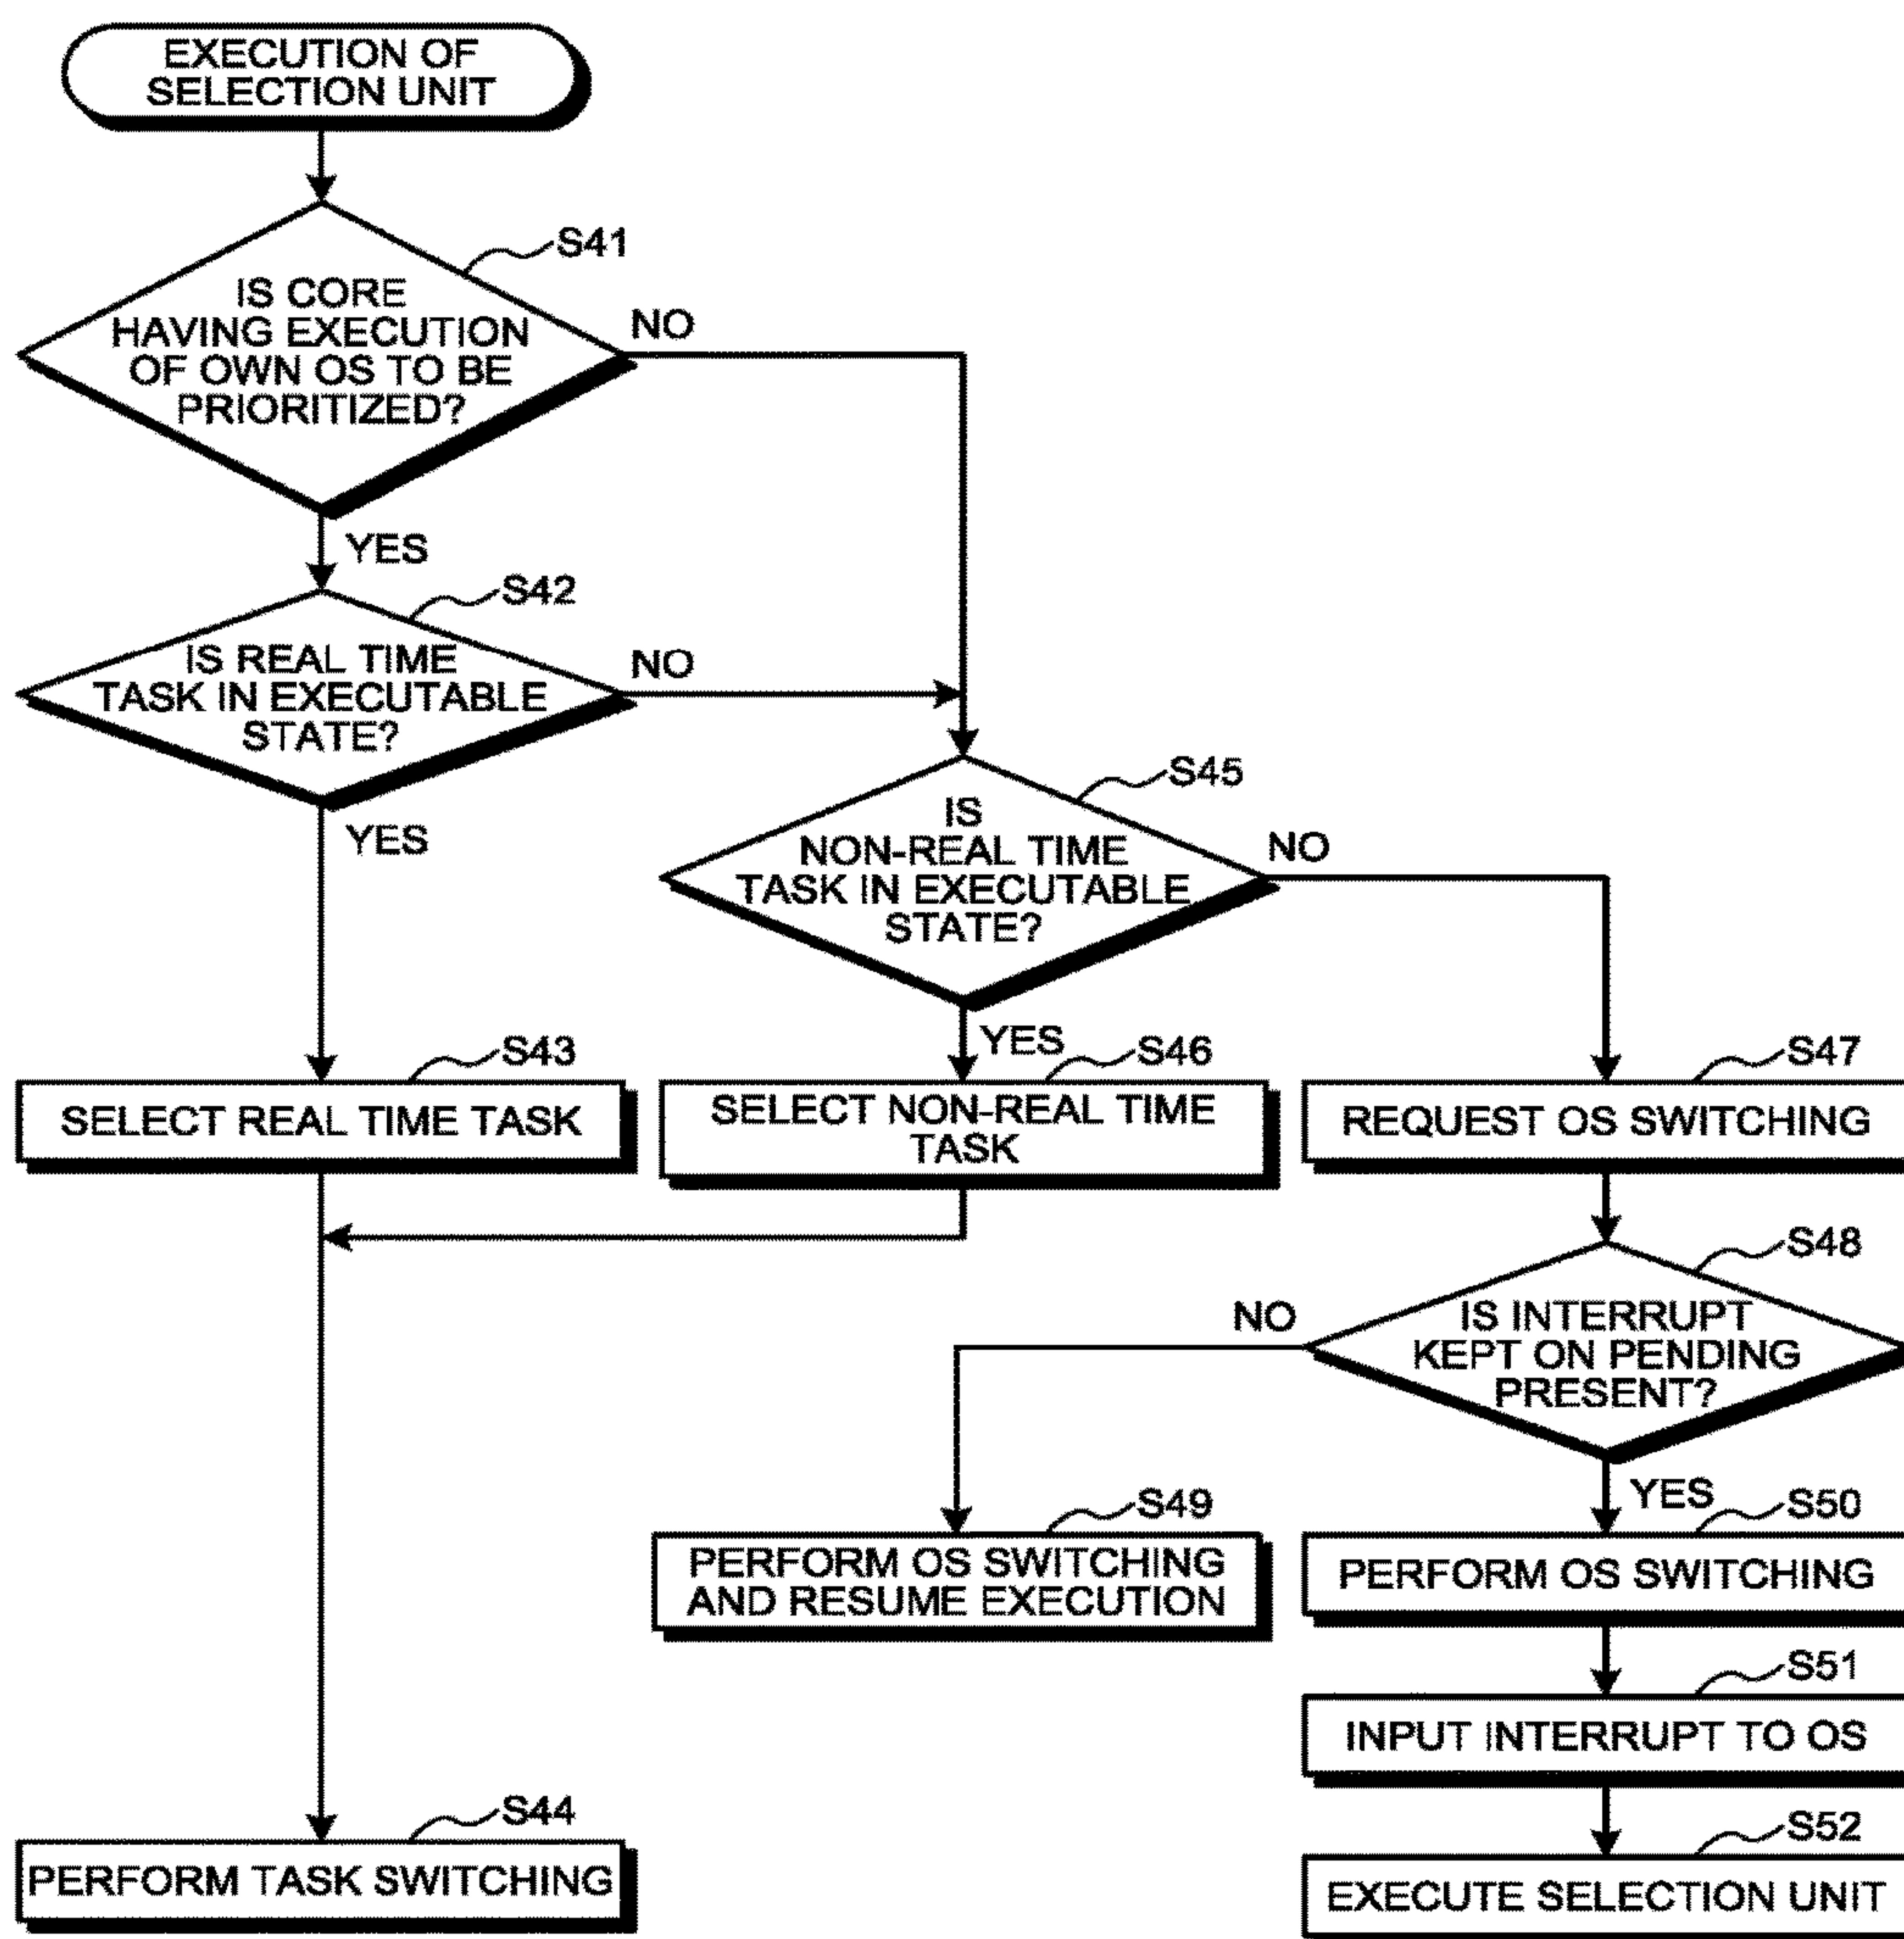 EXECUTION OF
SELECTION UNIT
S41
IS CORE
HAVING EXECUTION
OF OWN OS TO BE
PRIORITIZED?
NO
YES
S42
IS REAL TIME
TASK IN EXECUTABLE
STATE?
NO
YES
S45
IS
NON-REAL TIME
TASK IN EXECUTABLE
STATE?
NO
YES
S43
SELECT REAL TIME TASK
S46
SELECT NON-REAL TIME
TASK
S47
REQUEST OS SWITCHING
S48
IS INTERRUPT
KEPT ON PENDING
PRESENT?
NO
YES
S49
PERFORM OS SWITCHING
AND RESUME EXECUTION
S50
PERFORM OS SWITCHING
S51
INPUT INTERRUPT TO OS
S44
PERFORM TASK SWITCHING
S52
EXECUTE SELECTION UNIT